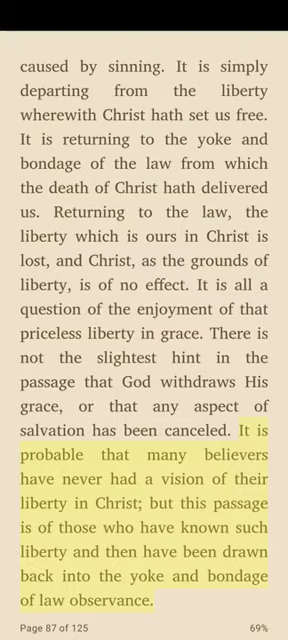 caused by sinning. It is simply
departing from the liberty
wherewith Christ hath set us free.
It is returning to the yoke and
bondage of the law from which
the death of Christ hath delivered
us. Returning to the law, the
liberty which is ours in Christ is
lost, and Christ, as the grounds of
liberty, is of no effect. It is all a
question of the enjoyment of that
priceless liberty in grace. There is
not the slightest hint in the
passage that God withdraws His
grace, or that any aspect of
salvation has been canceled. It is
probable that many believers
have never had a vision of their
liberty in Christ; but this passage
is of those who have known such
liberty and then have been drawn
back into the yoke and bondage
of law observance.
Page 87 of 125 69%